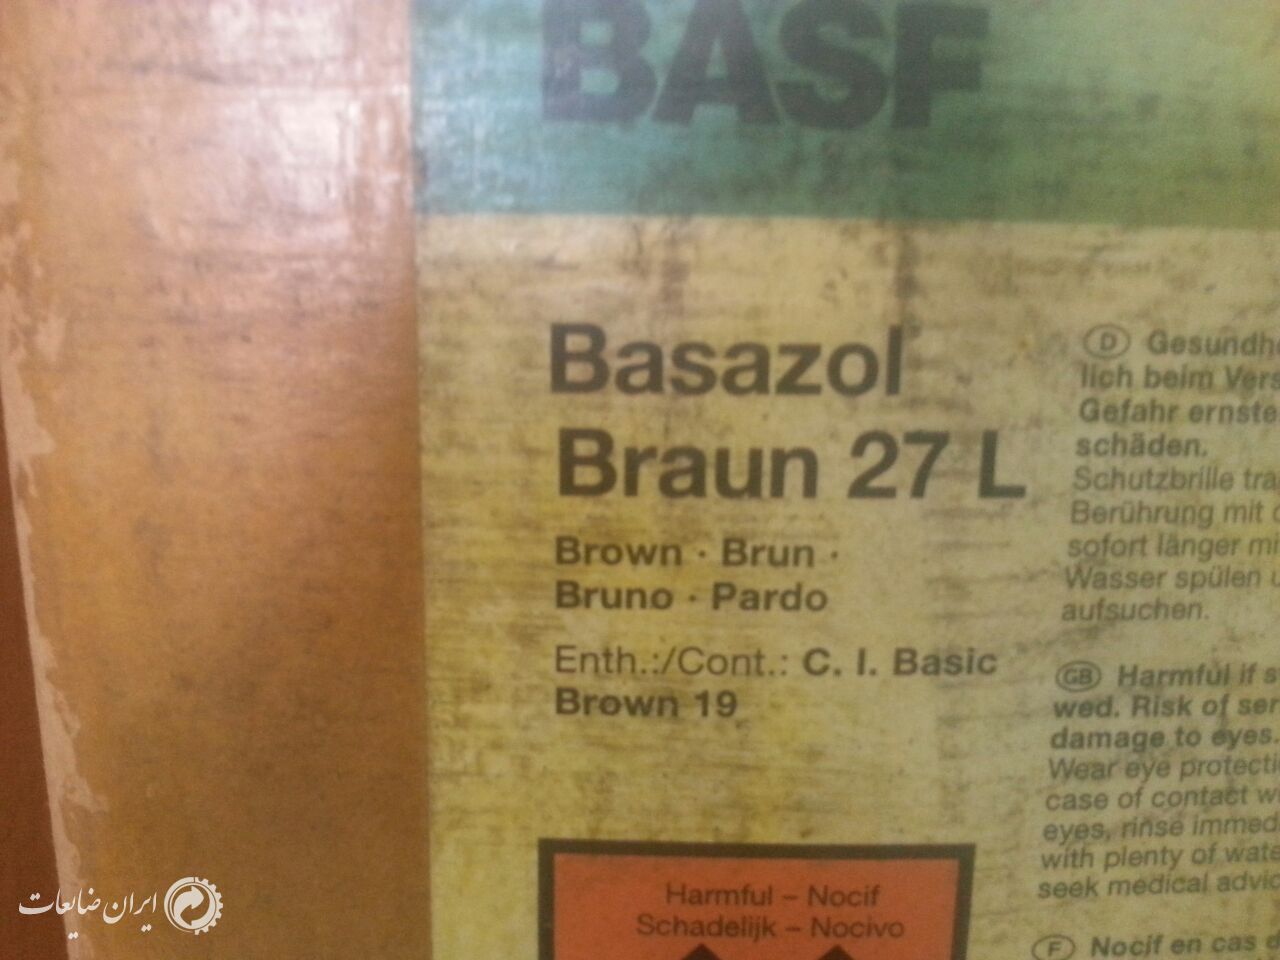 BASF
Basazol
Braun 27 L
Brown · Brun ·
Bruno · Pardo
Enth.:/Cont.: C. I. Basic
Brown 19
Harmful – Nocif
Schadelijk – Nocivo
D Gesundhe
lich beim Vers
Gefahr ernste
schäden.
Schutzbrille tra
Berührung mit
sofort länger mi
Wasser spülen
aufsuchen.
GB Harmful if s
wed. Risk of ser
damage to eyes.
Wear eye protecti
case of contact w
eyes, rinse immed
with plenty of wate
seek medical advic
F Nocif en cas d
ایران ضایعات